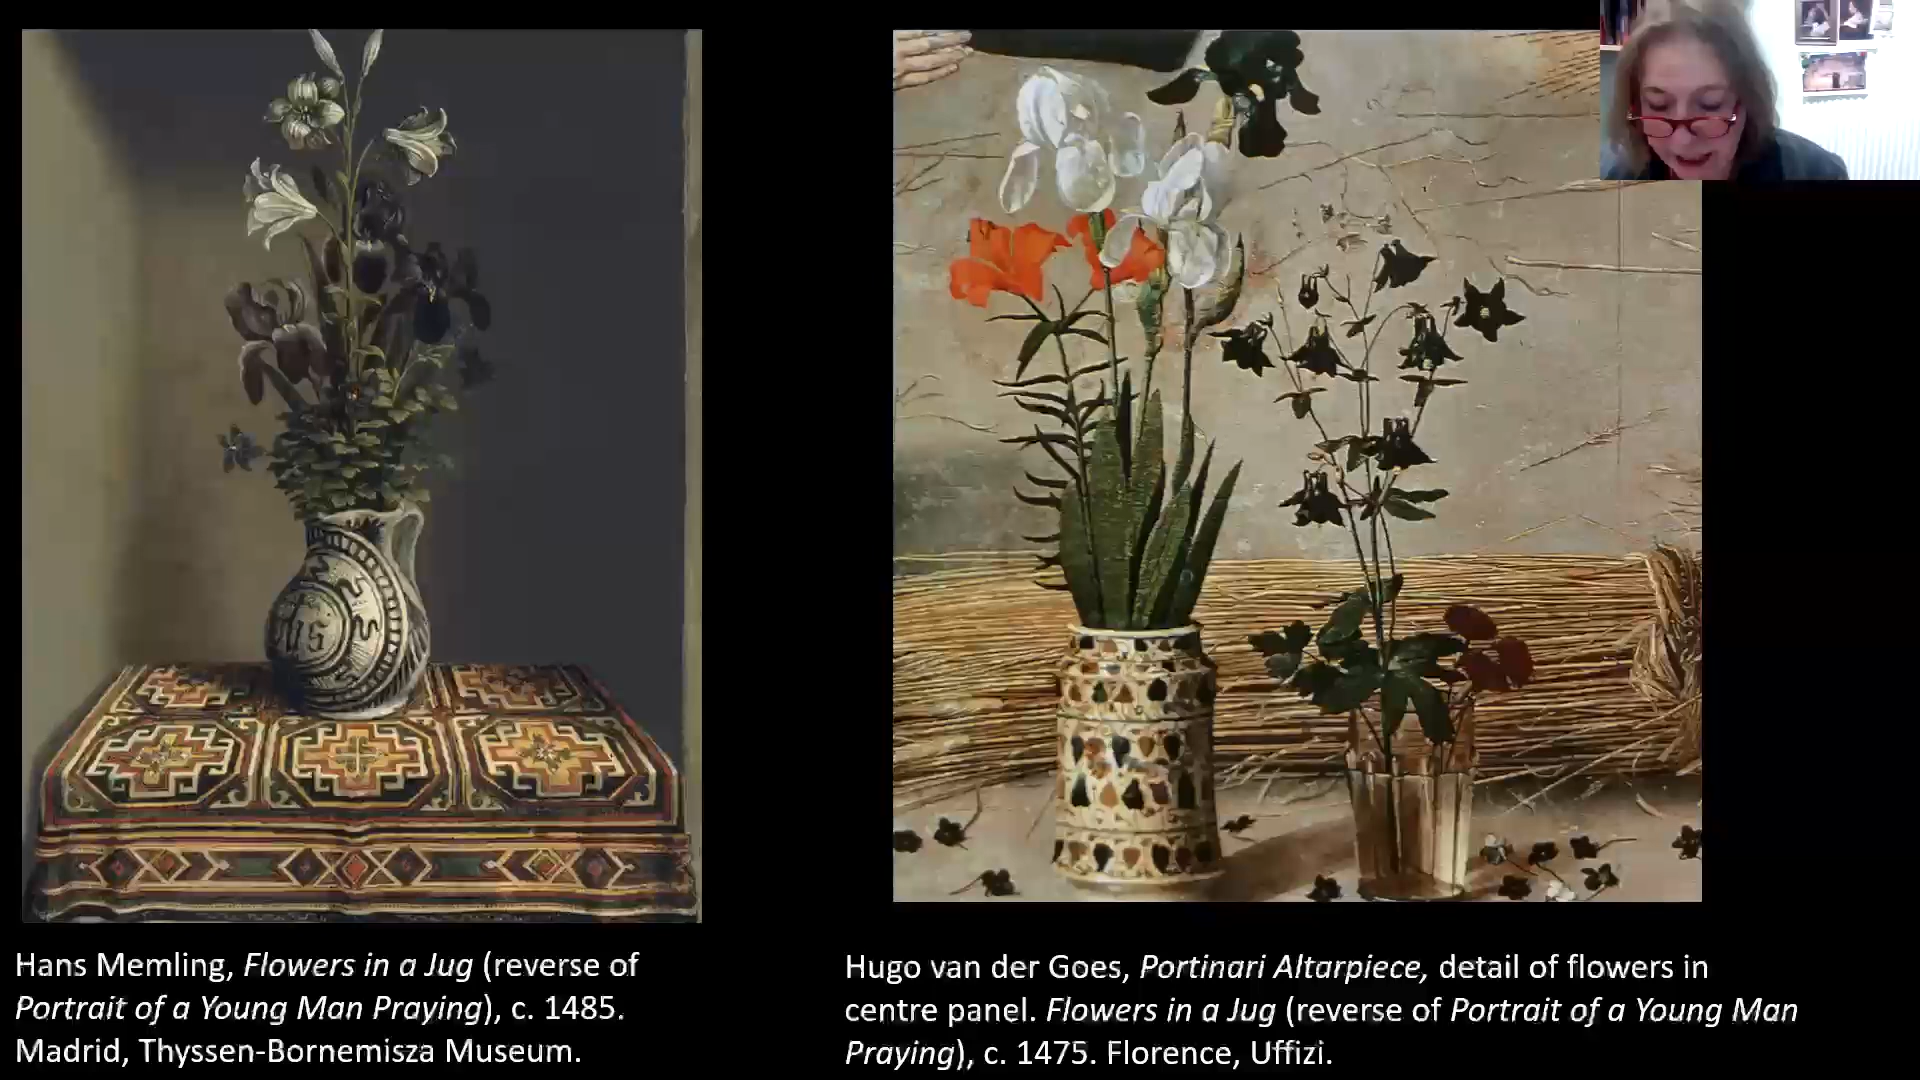 IHS
Hans Memling, Flowers in a Jug (reverse of
Portrait of a Young Man Praying), c. 1485.
Madrid, Thyssen-Bornemisza Museum.
Hugo van der Goes, Portinari Altarpiece, detail of flowers in
centre panel. Flowers in a Jug (reverse of Portrait of a Young Man
Praying), c. 1475. Florence, Uffizi.